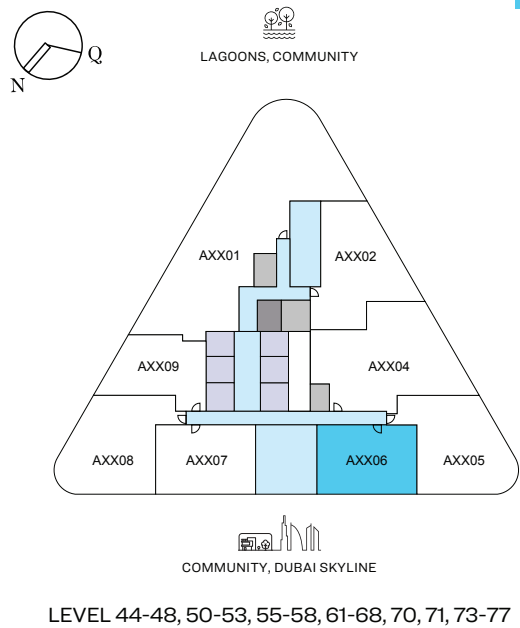 Q
N
LAGOONS, COMMUNITY
AXX01
AXX02
AXX09
AXX04
AXX08
AXX07
AXX06
AXX05
COMMUNITY, DUBAI SKYLINE
LEVEL 44-48, 50-53, 55-58, 61-68, 70, 71, 73-77